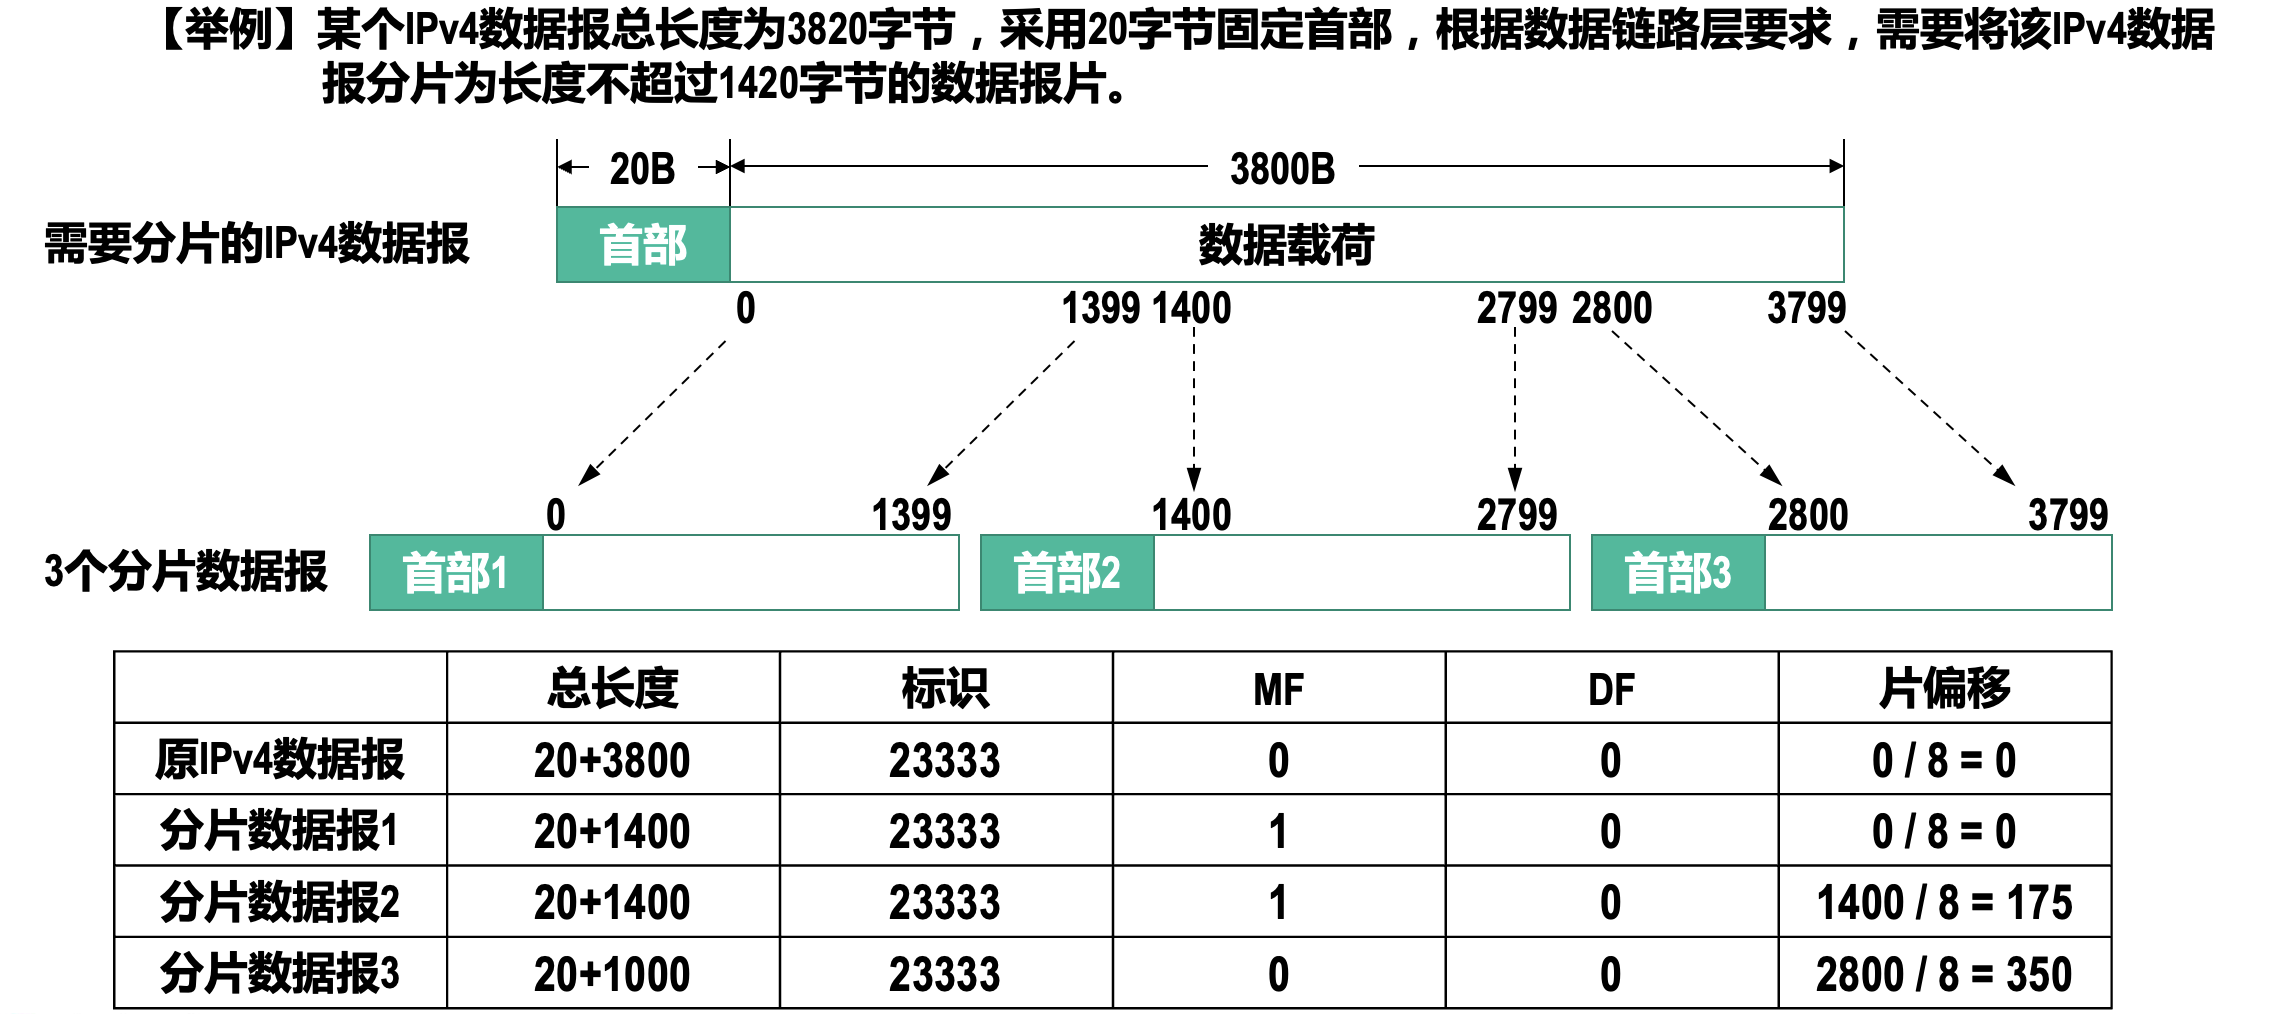 【举例】某个IPv4数据报总长度为3820字节，采用20字节固定首部，根据数据链路层要求，需要将该IPv4数据
报分片为长度不超过1420字节的数据报片。
20B 3800B
需要分片的IPv4数据报 首部 数据载荷
0 1399 1400 2799 2800 3799
0 1399 1400 2799 2800 3799
3个分片数据报 首部1 首部2 首部3
总长度 标识 MF DF 片偏移
原IPv4数据报 20+3800 23333 0 0 0 / 8 = 0
分片数据报1 20+1400 23333 1 0 0 / 8 = 0
分片数据报2 20+1400 23333 1 0 1400 / 8 = 175
分片数据报3 20+1000 23333 0 0 2800 / 8 = 350